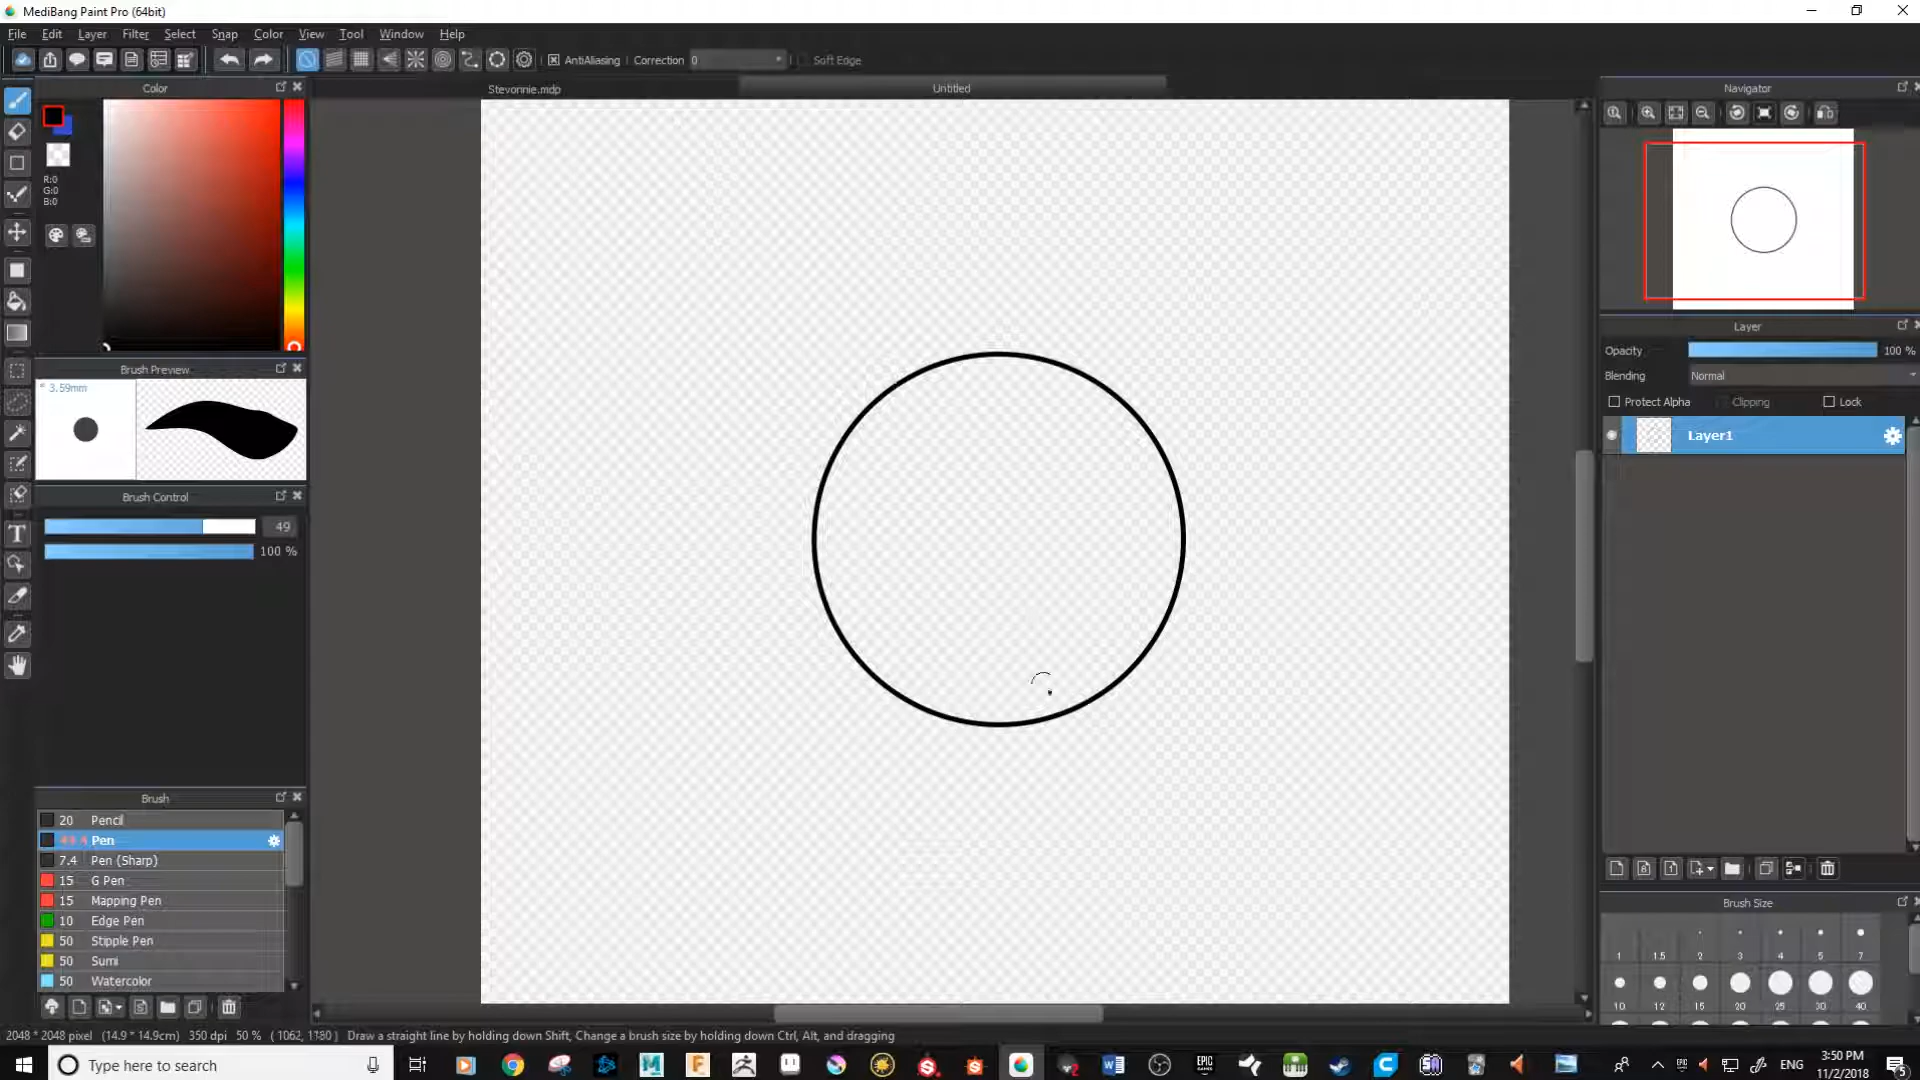 MediBang Paint Pro (64bit)
File Edit Layer Filter Select Snap Color View Tool Window Help
AntiAliasing Correction 0 Soft Edge
Color
Stevonnie.mdp
Untitled
Navigator
R:0
G:0
B:0
Layer
Opacity 100 %
Blending Normal
Protect Alpha Clipping Lock
Layer1
Brush Preview
* 3.59mm
Brush Control
49
100 %
Brush
20 Pencil
Pen
7.4 Pen (Sharp)
15 G Pen
15 Mapping Pen
10 Edge Pen
50 Stipple Pen
50 Sumi
50 Watercolor
Brush Size
1 1.5 2 3 4 5 7
10 12 15 20 25 30 40
2048 * 2048 pixel (14.9 * 14.9cm) 350 dpi 50 % ( 1062, 1180) Draw a straight line by holding down Shift, Change a brush size by holding down Ctrl, Alt, and dragging
Type here to search
ENG
3:50 PM
11/2/2018
5